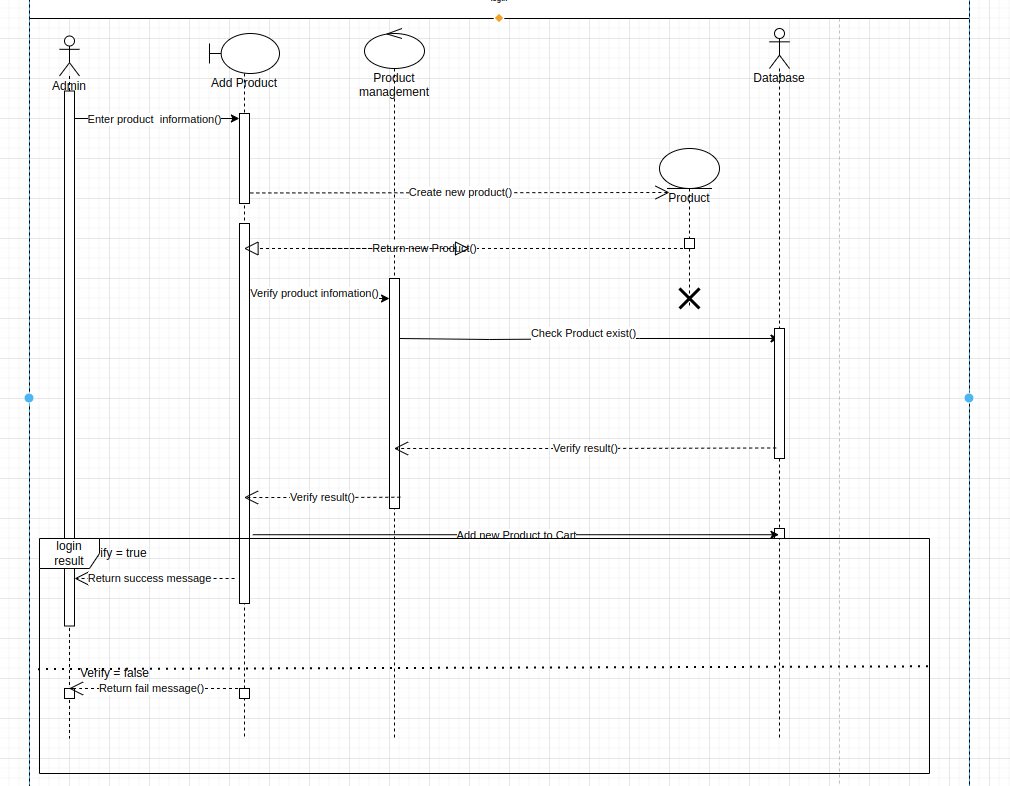 Admin
Add Product
Product
management
Database
Enter product information()
Create new product()
Product
Return new Product()
Verify product infomation()
Check Product exist()
Verify result()
Verify result()
Add new Product to Cart
login
result
ify = true
Return success message
Verify = false
Return fail message()